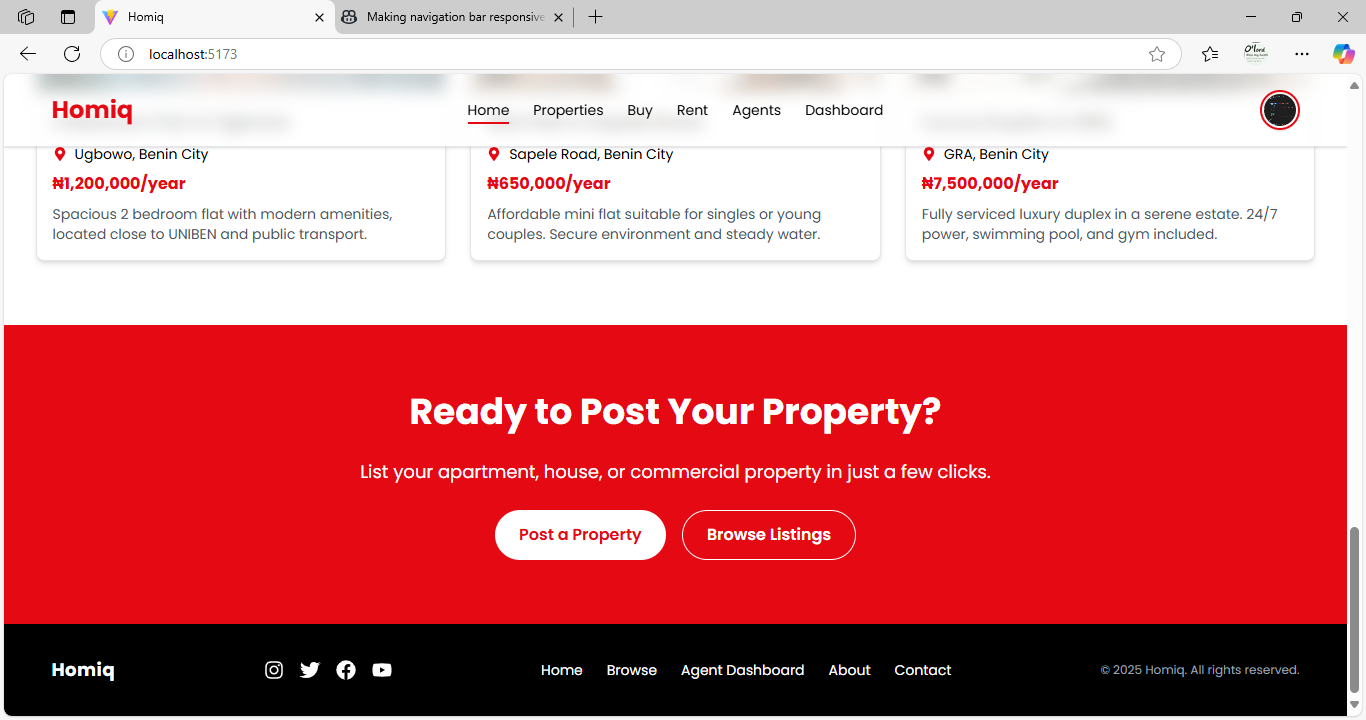 Homiq
Making navigation bar responsive
localhost:5173
Homiq
Home Properties Buy Rent Agents Dashboard
Ugbowo, Benin City
₦1,200,000/year
Spacious 2 bedroom flat with modern amenities,
located close to UNIBEN and public transport.
Sapele Road, Benin City
₦650,000/year
Affordable mini flat suitable for singles or young
couples. Secure environment and steady water.
GRA, Benin City
₦7,500,000/year
Fully serviced luxury duplex in a serene estate. 24/7
power, swimming pool, and gym included.
Ready to Post Your Property?
List your apartment, house, or commercial property in just a few clicks.
Post a Property
Browse Listings
Homiq
Home Browse Agent Dashboard About Contact
© 2025 Homiq. All rights reserved.